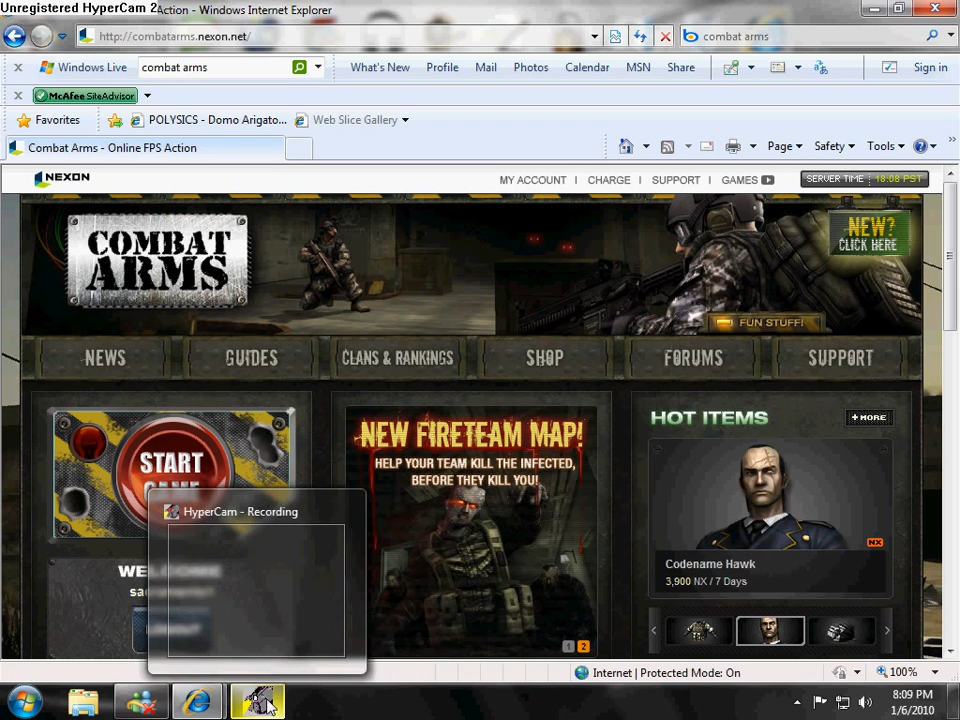 Unregistered HyperCam 2
Action - Windows Internet Explorer
http://combatarms.nexon.net/
combat arms
Windows Live
combat arms
What's New Profile Mail Photos Calendar MSN Share
Sign in
McAfee SiteAdvisor
Favorites
POLYSICS - Domo Arigato...
Web Slice Gallery
Combat Arms - Online FPS Action
Page Safety Tools
NEXON
MY ACCOUNT | CHARGE | SUPPORT | GAMES
SERVER TIME 18:08 PST
COMBAT
ARMS
NEW?
CLICK HERE
FUN STUFF!
NEWS GUIDES CLANS & RANKINGS SHOP FORUMS SUPPORT
START
GAME
NEW FIRETEAM MAP!
HELP YOUR TEAM KILL THE INFECTED,
BEFORE THEY KILL YOU!
1 2
HOT ITEMS
+ MORE
NX
Codename Hawk
3,900 NX / 7 Days
HyperCam - Recording
WELCOME
Internet | Protected Mode: On
100%
8:09 PM
1/6/2010